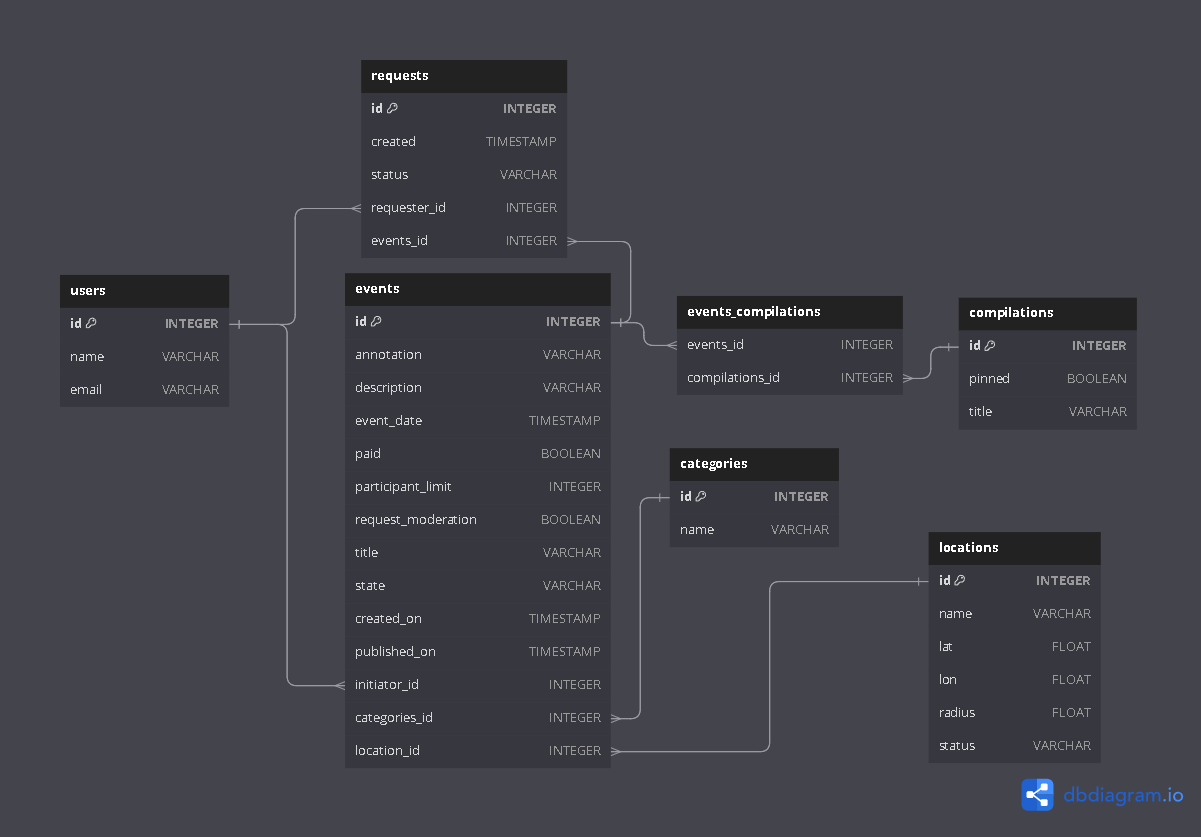 requests
id INTEGER
created TIMESTAMP
status VARCHAR
requester_id INTEGER
events_id INTEGER
users
id INTEGER
name VARCHAR
email VARCHAR
events
id INTEGER
annotation VARCHAR
description VARCHAR
event_date TIMESTAMP
paid BOOLEAN
participant_limit INTEGER
request_moderation BOOLEAN
title VARCHAR
state VARCHAR
created_on TIMESTAMP
published_on TIMESTAMP
initiator_id INTEGER
categories_id INTEGER
location_id INTEGER
events_compilations
events_id INTEGER
compilations_id INTEGER
compilations
id INTEGER
pinned BOOLEAN
title VARCHAR
categories
id INTEGER
name VARCHAR
locations
id INTEGER
name VARCHAR
lat FLOAT
lon FLOAT
radius FLOAT
status VARCHAR
dbdiagram.io